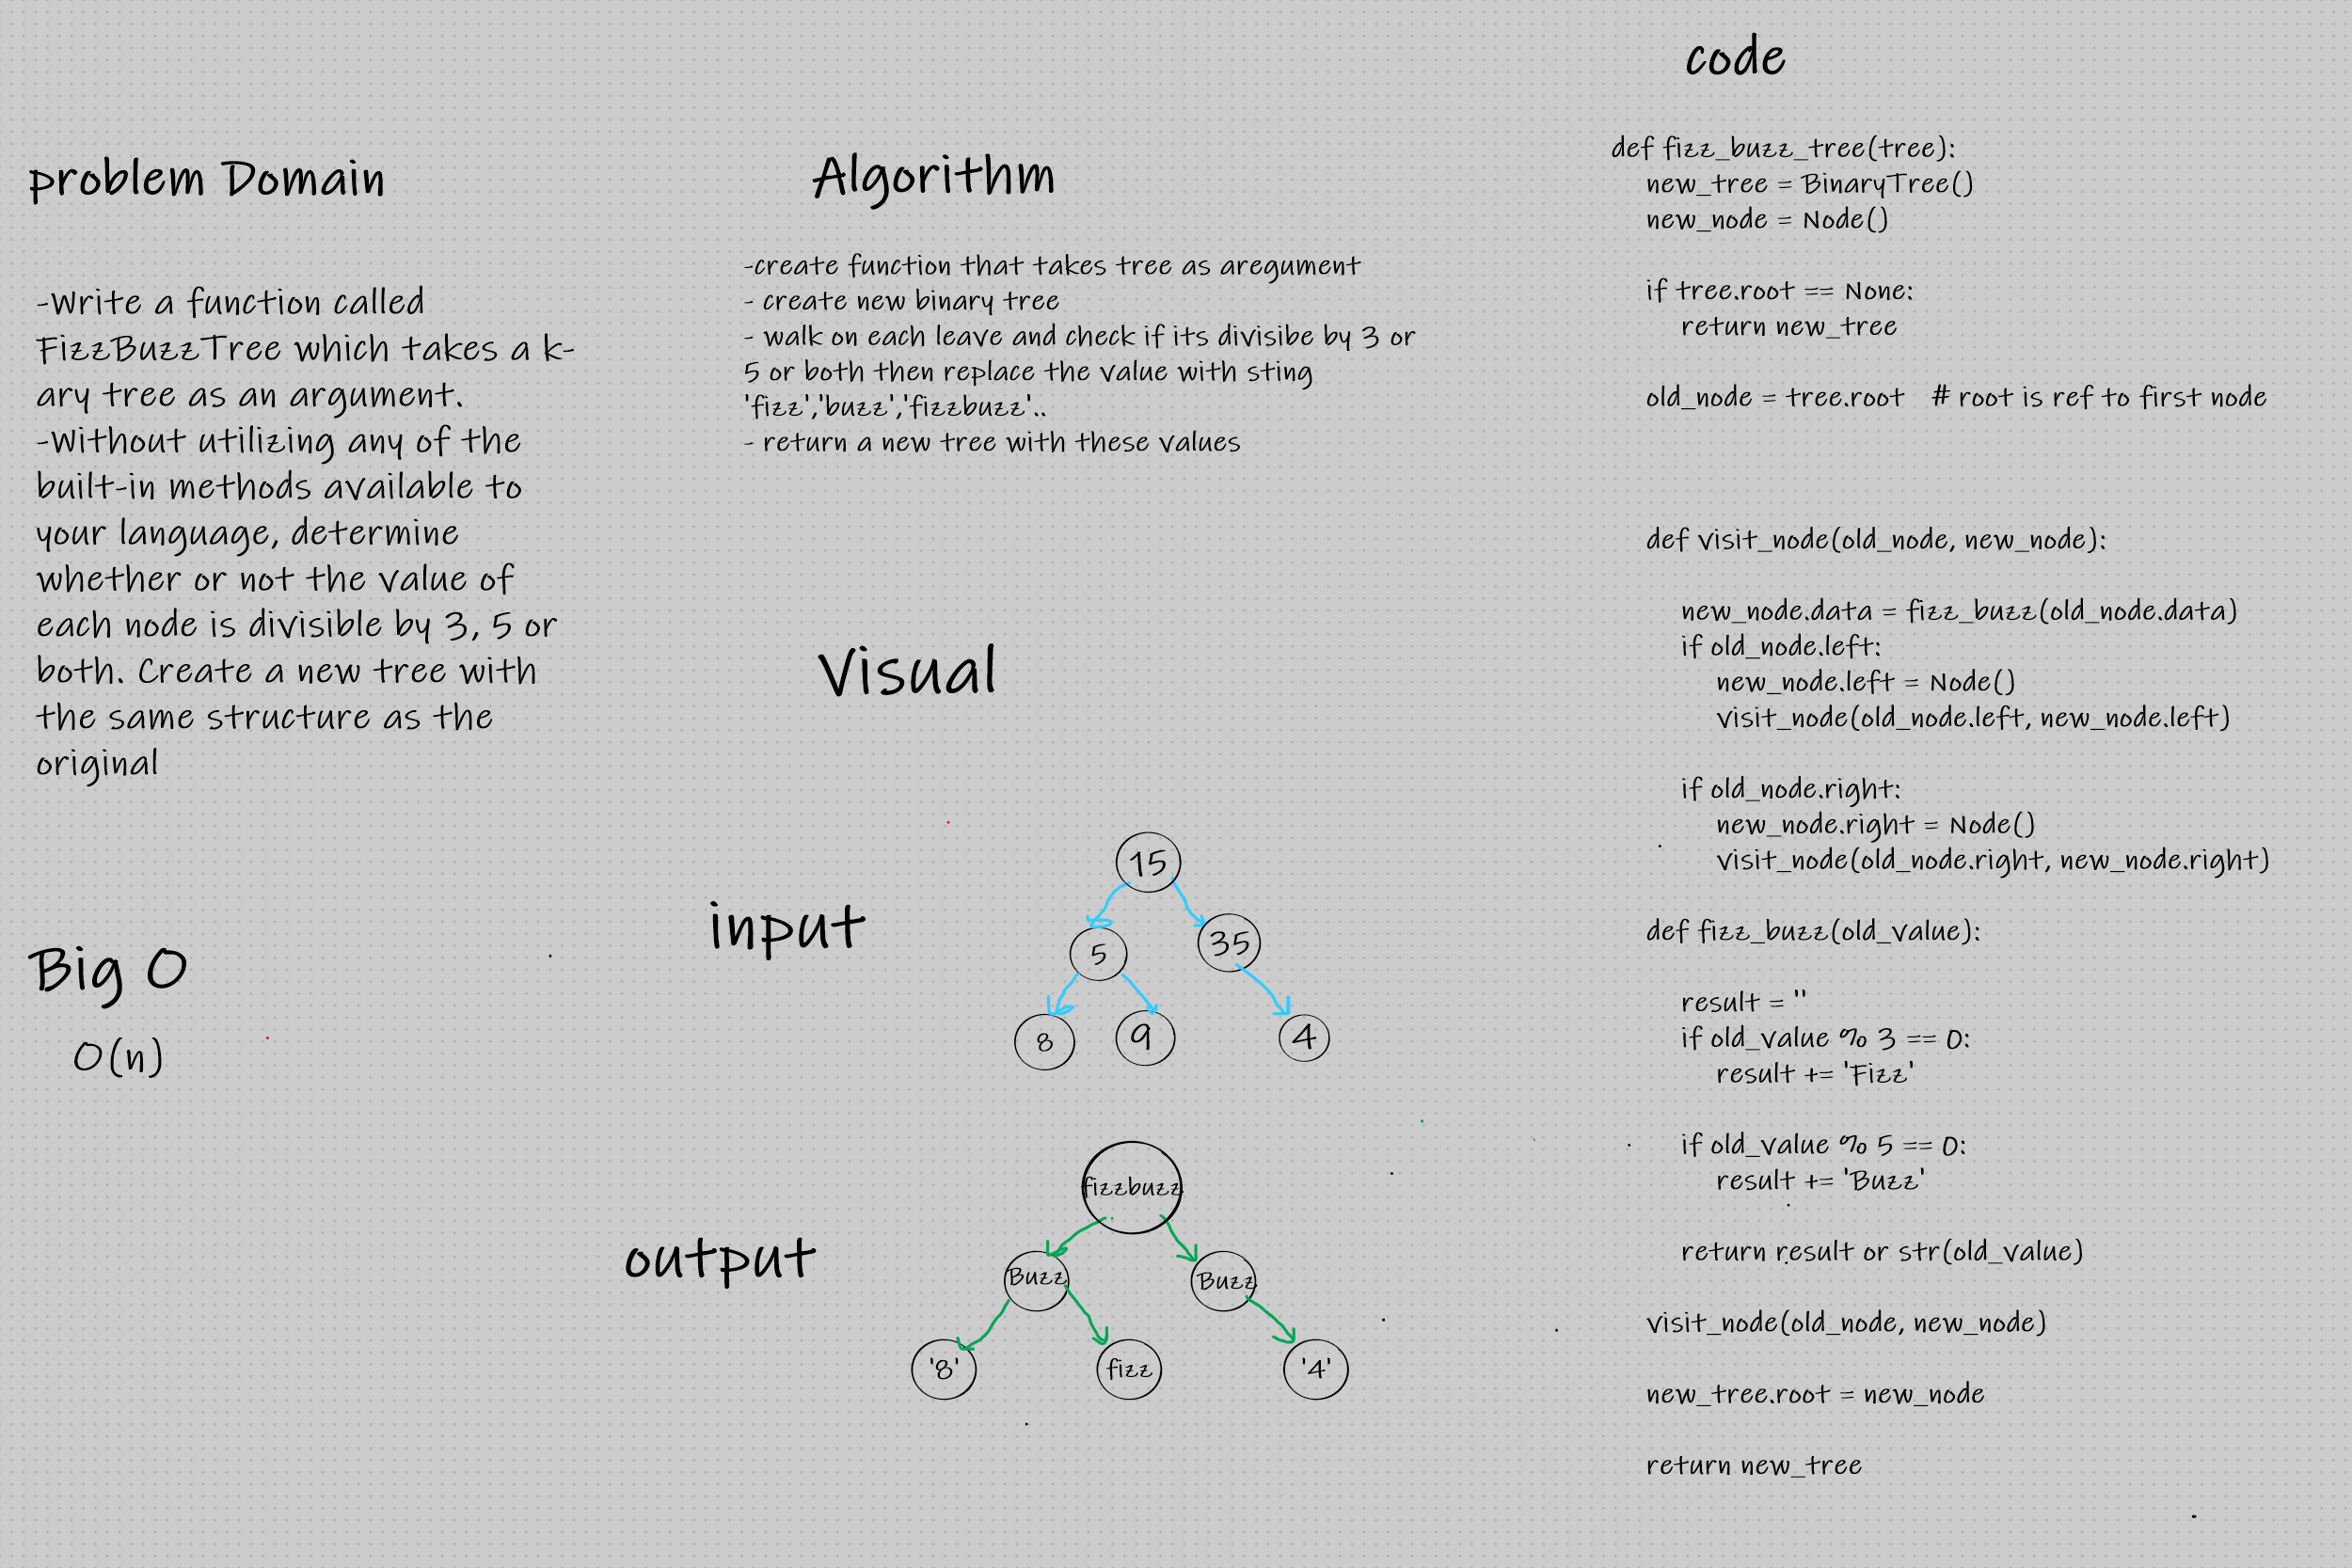 problem Domain
-Write a function called
FizzBuzzTree which takes a k-
ary tree as an argument.
-Without utilizing any of the
built-in methods available to
your language, determine
whether or not the value of
each node is divisible by 3, 5 or
both. Create a new tree with
the same structure as the
original
Big O
O(n)
Algorithm
-create function that takes tree as aregument
- create new binary tree
- walk on each leave and check if its divisibe by 3 or
5 or both then replace the value with sting
'fizz','buzz','fizzbuzz'..
- return a new tree with these values
Visual
input
15
5
35
8
9
4
output
fizzbuzz
Buzz
Buzz
'8'
fizz
'4'
code
def fizz_buzz_tree(tree):
new_tree = BinaryTree()
new_node = Node()
if tree.root == None:
return new_tree
old_node = tree.root # root is ref to first node
def visit_node(old_node, new_node):
new_node.data = fizz_buzz(old_node.data)
if old_node.left:
new_node.left = Node()
visit_node(old_node.left, new_node.left)
if old_node.right:
new_node.right = Node()
visit_node(old_node.right, new_node.right)
def fizz_buzz(old_value):
result = ''
if old_value % 3 == 0:
result += 'Fizz'
if old_value % 5 == 0:
result += 'Buzz'
return result or str(old_value)
visit_node(old_node, new_node)
new_tree.root = new_node
return new_tree